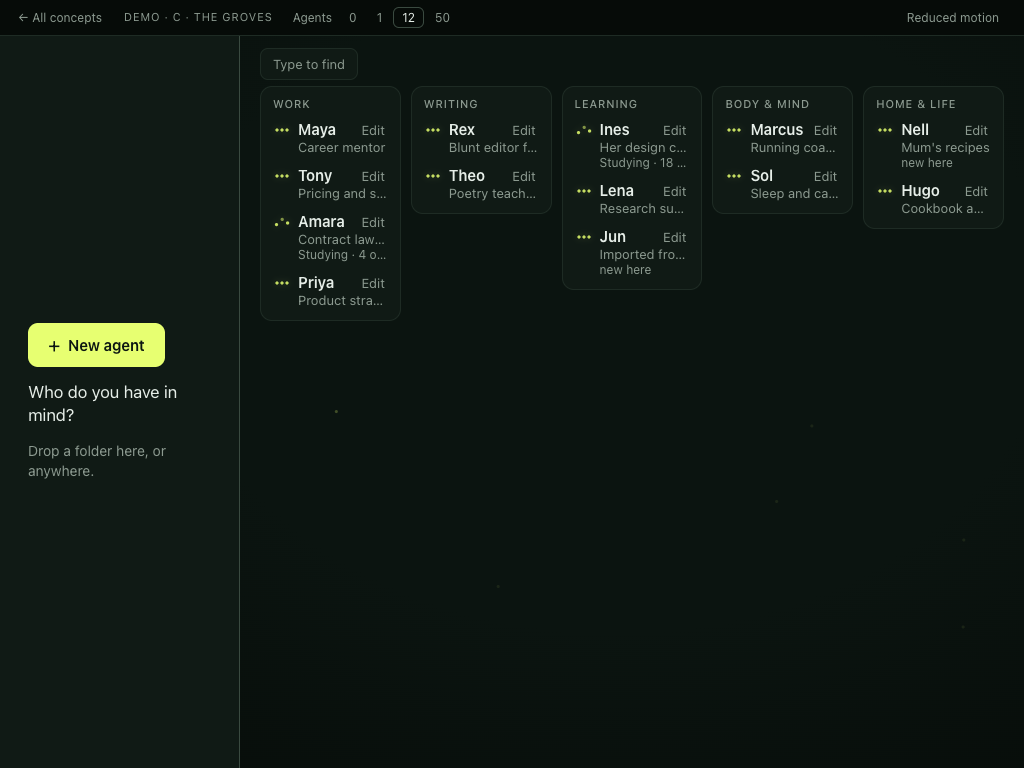 ← All concepts
DEMO · C · THE GROVES
Agents 0 1 12 50
Reduced motion
+ New agent
Who do you have in
mind?
Drop a folder here, or
anywhere.
Type to find
WORK
Maya Edit
Career mentor
Tony Edit
Pricing and s...
Amara Edit
Contract law...
Studying · 4 o...
Priya Edit
Product stra...
WRITING
Rex Edit
Blunt editor f...
Theo Edit
Poetry teach...
LEARNING
Ines Edit
Her design c...
Studying · 18 ...
Lena Edit
Research su...
Jun Edit
Imported fro...
new here
BODY & MIND
Marcus Edit
Running coa...
Sol Edit
Sleep and ca...
HOME & LIFE
Nell Edit
Mum's recipes
new here
Hugo Edit
Cookbook a...